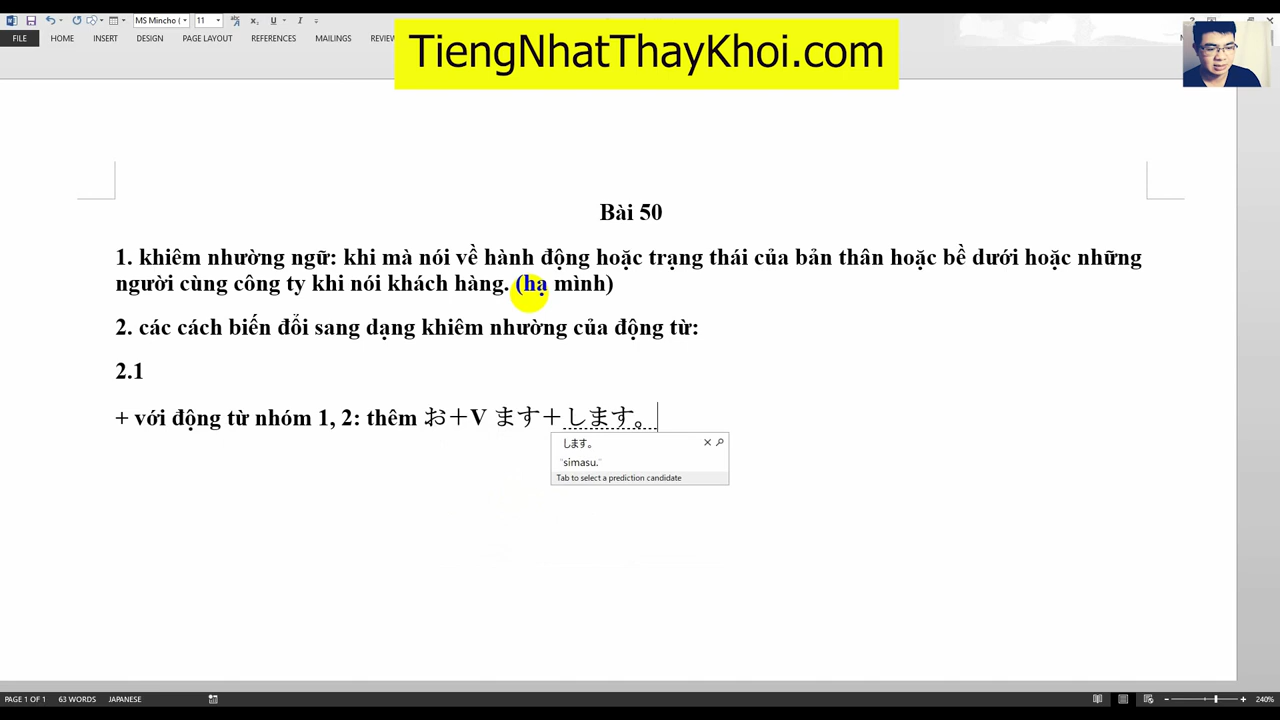 MS Mincho ( 11
FILE HOME INSERT DESIGN PAGE LAYOUT REFERENCES MAILINGS REVIEW
TiengNhatThayKhoi.com
Bài 50
1. khiêm nhường ngữ: khi mà nói về hành động hoặc trạng thái của bản thân hoặc bề dưới hoặc những
người cùng công ty khi nói khách hàng. (hạ mình)
2. các cách biến đổi sang dạng khiêm nhường của động từ:
2.1
+ với động từ nhóm 1, 2: thêm お＋V ます＋します。
します。
"simasu."
Tab to select a prediction candidate
PAGE 1 OF 1 63 WORDS JAPANESE 240%